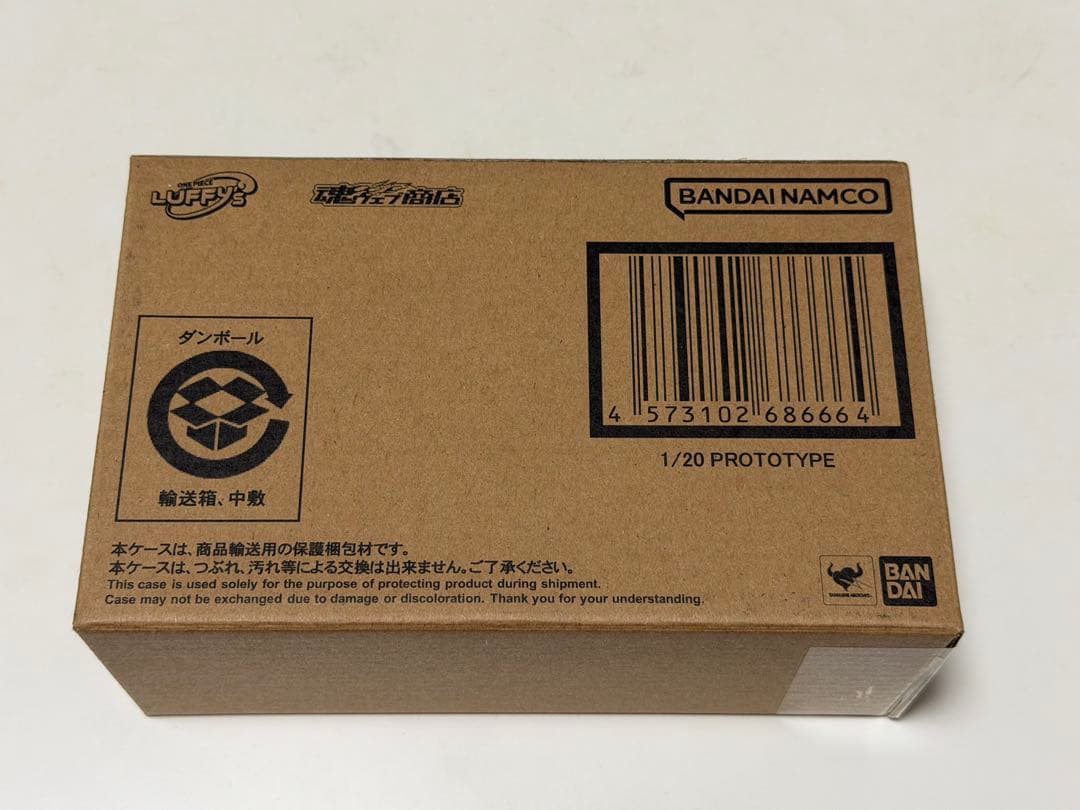 ONE PIECE
LUFFY's
魂ウェブ商店
BANDAI NAMCO
ダンボール
輸送箱、中敷
4 573102 686664
1/20 PROTOTYPE
本ケースは、商品輸送用の保護梱包材です。
本ケースは、つぶれ、汚れ等による交換は出来ません。ご了承ください。
This case is used solely for the purpose of protecting product during shipment.
Case may not be exchanged due to damage or discoloration. Thank you for your understanding.
BAN
DAI